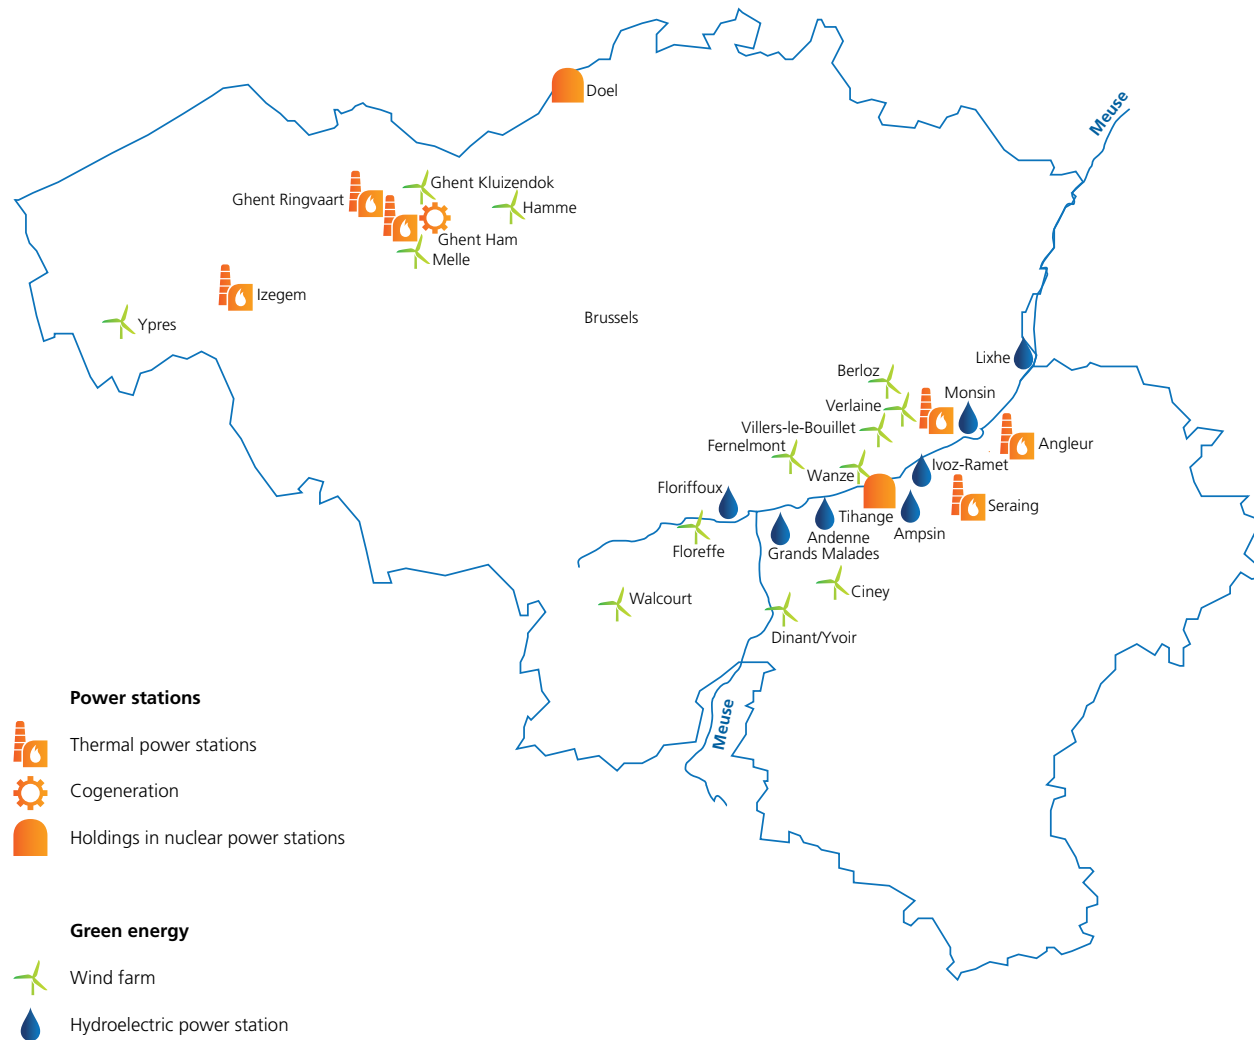 Doel
Meuse
Ghent Kluizendok
Ghent Ringvaart
Hamme
Ghent Ham
Melle
Izegem
Ypres
Brussels
Lixhe
Berloz
Monsin
Verlaine
Villers-le-Bouillet
Angleur
Fernelmont
Ivoz-Ramet
Wanze
Floriffoux
Seraing
Tihange
Ampsin
Andenne
Floreffe
Grands Malades
Ciney
Walcourt
Dinant/Yvoir
Meuse
Power stations
Thermal power stations
Cogeneration
Holdings in nuclear power stations
Green energy
Wind farm
Hydroelectric power station